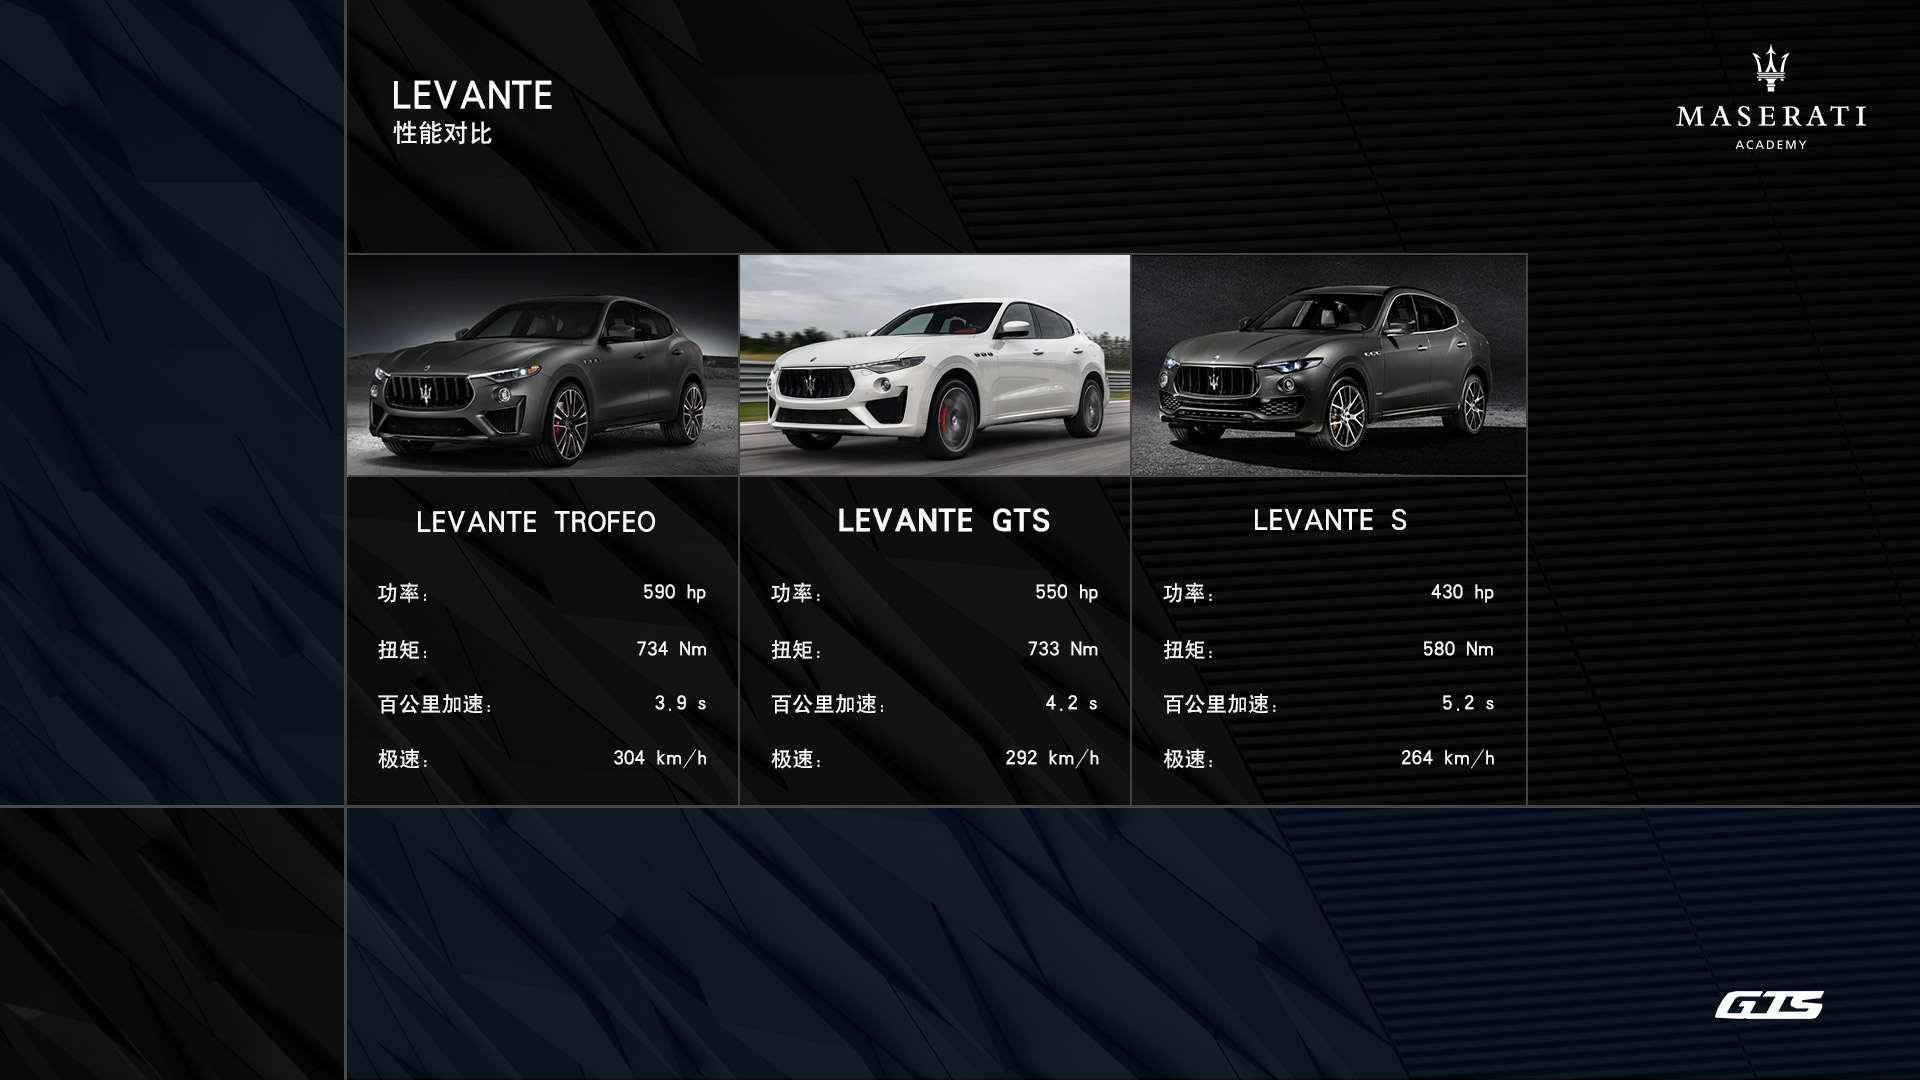 LEVANTE
性能对比
MASERATI
ACADEMY
LEVANTE TROFEO
功率: 590 hp
扭矩: 734 Nm
百公里加速: 3.9 s
极速: 304 km/h
LEVANTE GTS
功率: 550 hp
扭矩: 733 Nm
百公里加速: 4.2 s
极速: 292 km/h
LEVANTE S
功率: 430 hp
扭矩: 580 Nm
百公里加速: 5.2 s
极速: 264 km/h
GTS